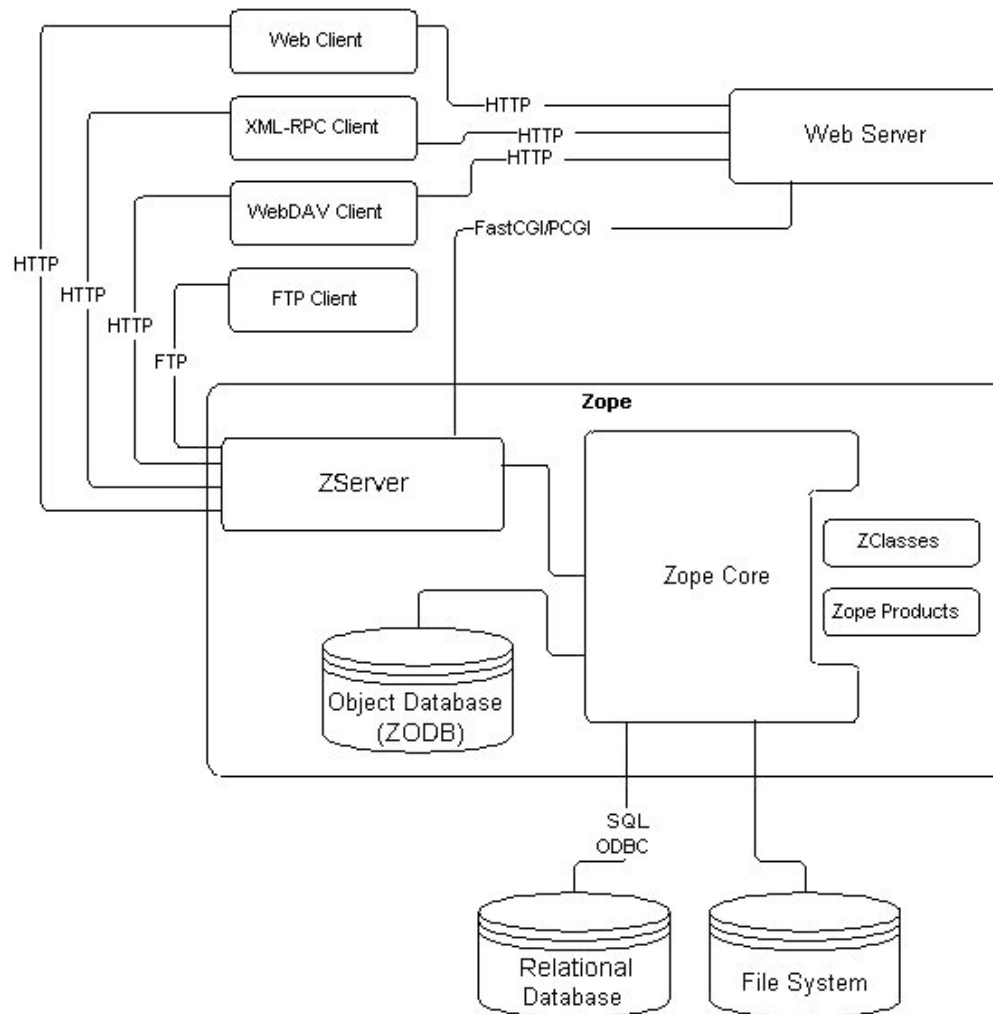 Web Client
HTTP
XML-RPC Client
HTTP
Web Server
HTTP
WebDAV Client
FastCGI/PCGI
HTTP
HTTP
FTP Client
HTTP
FTP
Zope
ZServer
ZClasses
Zope Core
Zope Products
Object Database
(ZODB)
SQL
ODBC
Relational
Database
File System